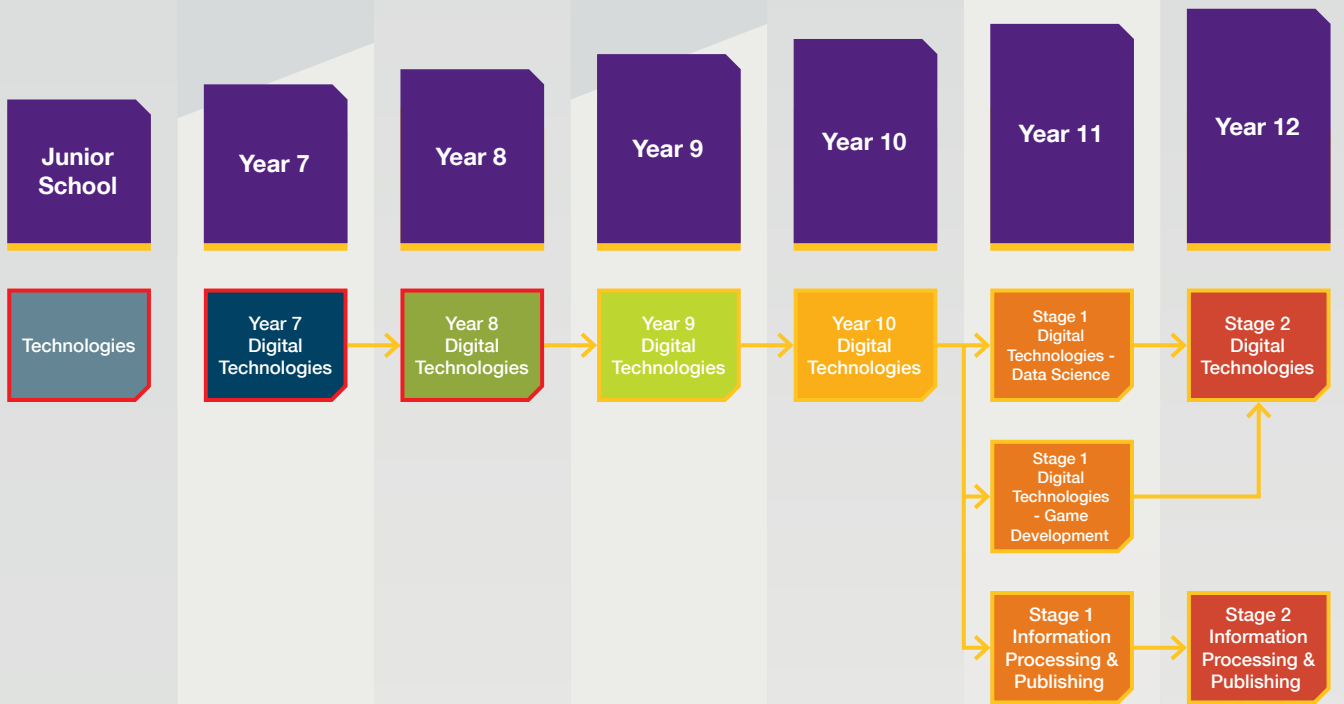 Junior
School
Year 7
Year 8
Year 9
Year 10
Year 11
Year 12
Technologies
Year 7
Digital
Technologies
Year 8
Digital
Technologies
Year 9
Digital
Technologies
Year 10
Digital
Technologies
Stage 1
Digital
Technologies -
Data Science
Stage 2
Digital
Technologies
Stage 1
Digital
Technologies
- Game
Development
Stage 1
Information
Processing &
Publishing
Stage 2
Information
Processing &
Publishing